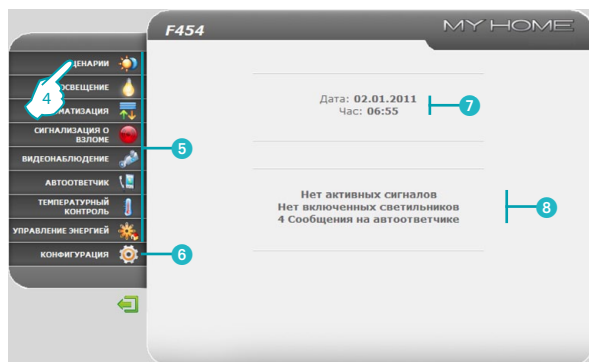 F454
MY HOME
ЦЕНАРИИ
4
ОСВЕЩЕНИЕ
МАТИЗАЦИЯ
СИГНАЛИЗАЦИЯ О
ВЗЛОМЕ
ВИДЕОНАБЛЮДЕНИЕ
АВТООТВЕТЧИК
ТЕМПЕРАТУРНЫЙ
КОНТРОЛЬ
УПРАВЛЕНИЕ ЭНЕРГИЕЙ
КОНФИГУРАЦИЯ
5
6
Дата: 02.01.2011
Час: 06:55
7
Нет активных сигналов
Нет включенных светильников
4 Сообщения на автоответчике
8